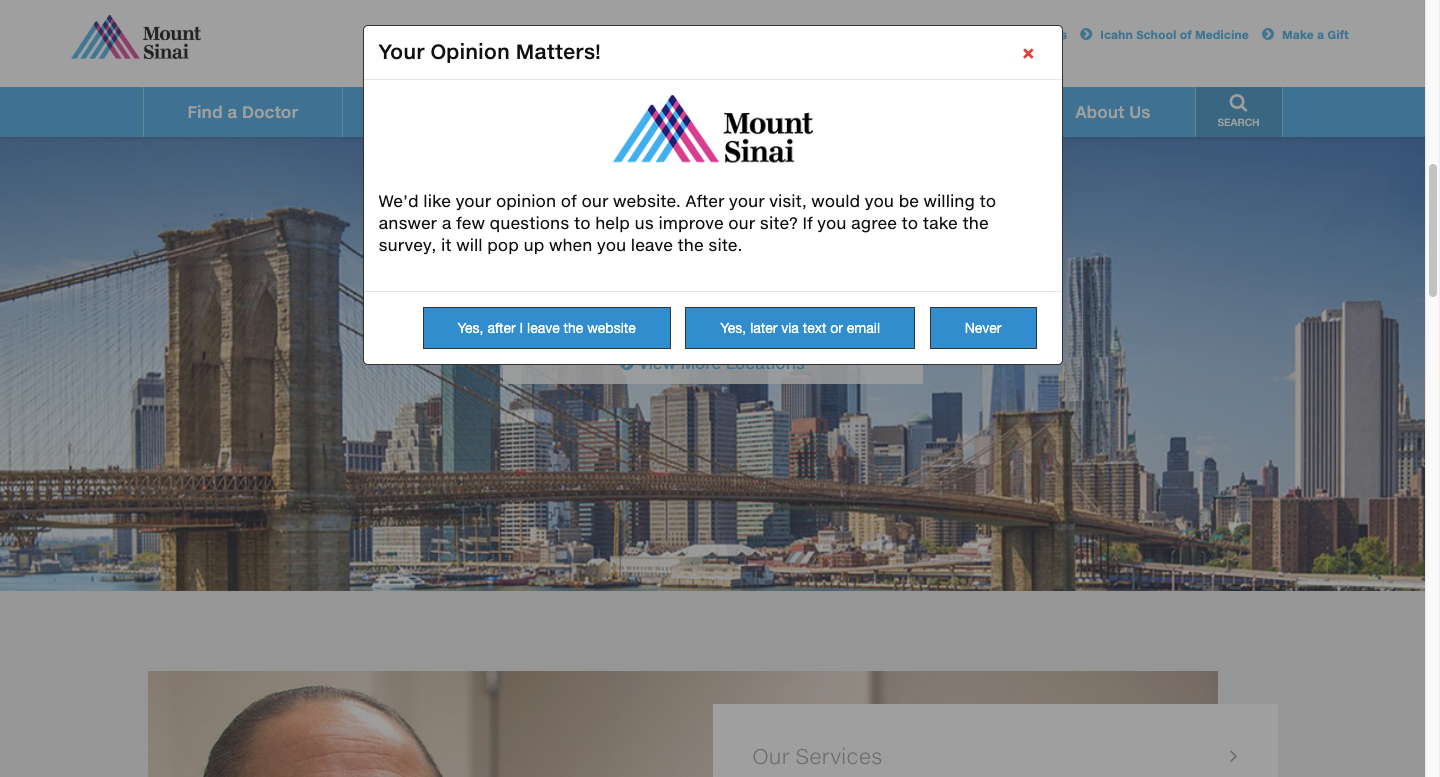 Mount
Sinai
Icahn School of Medicine
Make a Gift
Find a Doctor
About Us
SEARCH
Your Opinion Matters!
Mount
Sinai
We'd like your opinion of our website. After your visit, would you be willing to
answer a few questions to help us improve our site? If you agree to take the
survey, it will pop up when you leave the site.
Yes, after I leave the website
Yes, later via text or email
Never
View More Locations
Our Services